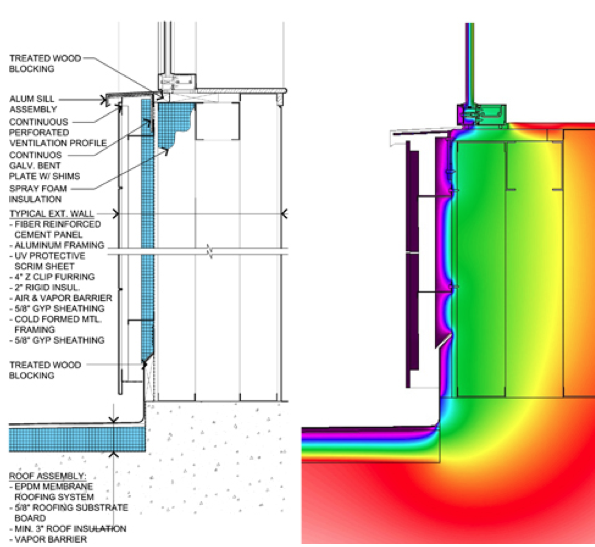 TREATED WOOD
BLOCKING
ALUM SILL
ASSEMBLY
CONTINUOUS
PERFORATED
VENTILATION PROFILE
CONTINUOS
GALV. BENT
PLATE W/ SHIMS
SPRAY FOAM
INSULATION
TYPICAL EXT. WALL
- FIBER REINFORCED
CEMENT PANEL
- ALUMINUM FRAMING
- UV PROTECTIVE
SCRIM SHEET
- 4" Z CLIP FURRING
- 2" RIGID INSUL.
- AIR & VAPOR BARRIER
- 5/8" GYP SHEATHING
- COLD FORMED MTL.
FRAMING
- 5/8" GYP SHEATHING
TREATED WOOD
BLOCKING
ROOF ASSEMBLY:
- EPDM MEMBRANE
ROOFING SYSTEM
- 5/8" ROOFING SUBSTRATE
BOARD
- MIN. 3" ROOF INSULATION
- VAPOR BARRIER